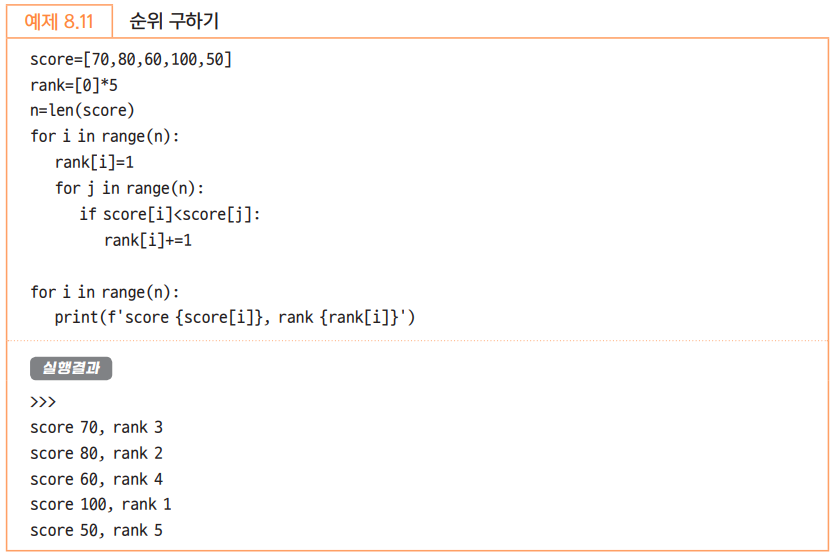 예제 8.11 순위 구하기
score=[70,80,60,100,50]
rank=[0]*5
n=len(score)
for i in range(n):
    rank[i]=1
    for j in range(n):
        if score[i]<score[j]:
            rank[i]+=1
for i in range(n):
    print(f'score {score[i]}, rank {rank[i]}')
실행결과
>>>
score 70, rank 3
score 80, rank 2
score 60, rank 4
score 100, rank 1
score 50, rank 5